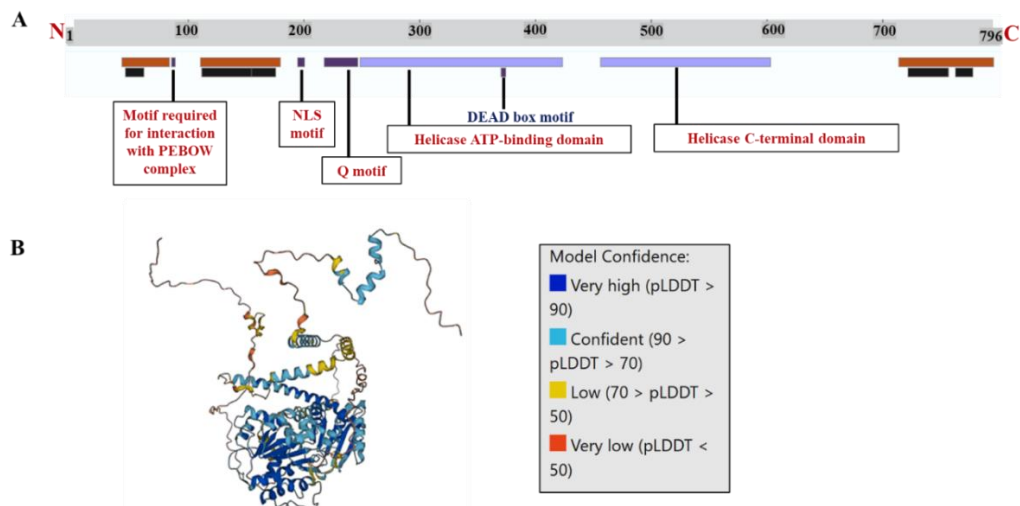 A
N 1 100 200 300 400 500 600 700 796 C
Motif required
for interaction
with PEBOW
complex
NLS
motif
Q motif
DEAD box motif
Helicase ATP-binding domain
Helicase C-terminal domain
B
Model Confidence:
Very high (pLDDT >
90)
Confident (90 >
pLDDT > 70)
Low (70 > pLDDT >
50)
Very low (pLDDT <
50)